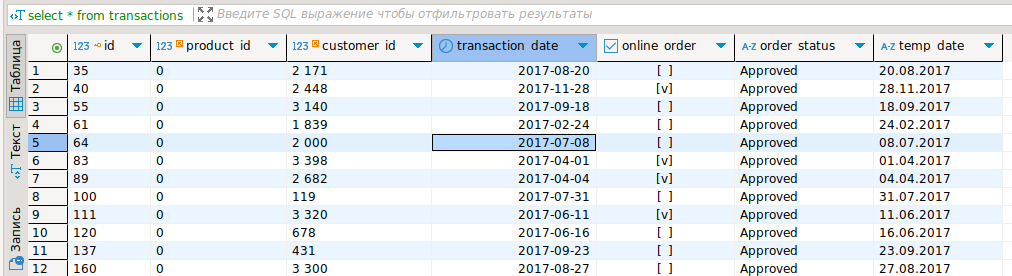 select * from transactions Введите SQL выражение чтобы отфильтровать результаты
Таблица
Текст
Запись
123 id 123 product_id 123 customer_id transaction_date online_order A-Z order_status A-Z temp_date
1 35 0 2 171 2017-08-20 [ ] Approved 20.08.2017
2 40 0 2 448 2017-11-28 [v] Approved 28.11.2017
3 55 0 3 140 2017-09-18 [ ] Approved 18.09.2017
4 61 0 1 839 2017-02-24 [ ] Approved 24.02.2017
5 64 0 2 000 2017-07-08 [ ] Approved 08.07.2017
6 83 0 3 398 2017-04-01 [v] Approved 01.04.2017
7 89 0 2 682 2017-04-04 [v] Approved 04.04.2017
8 100 0 119 2017-07-31 [ ] Approved 31.07.2017
9 111 0 3 320 2017-06-11 [v] Approved 11.06.2017
10 120 0 678 2017-06-16 [ ] Approved 16.06.2017
11 137 0 431 2017-09-23 [ ] Approved 23.09.2017
12 160 0 3 300 2017-08-27 [ ] Approved 27.08.2017